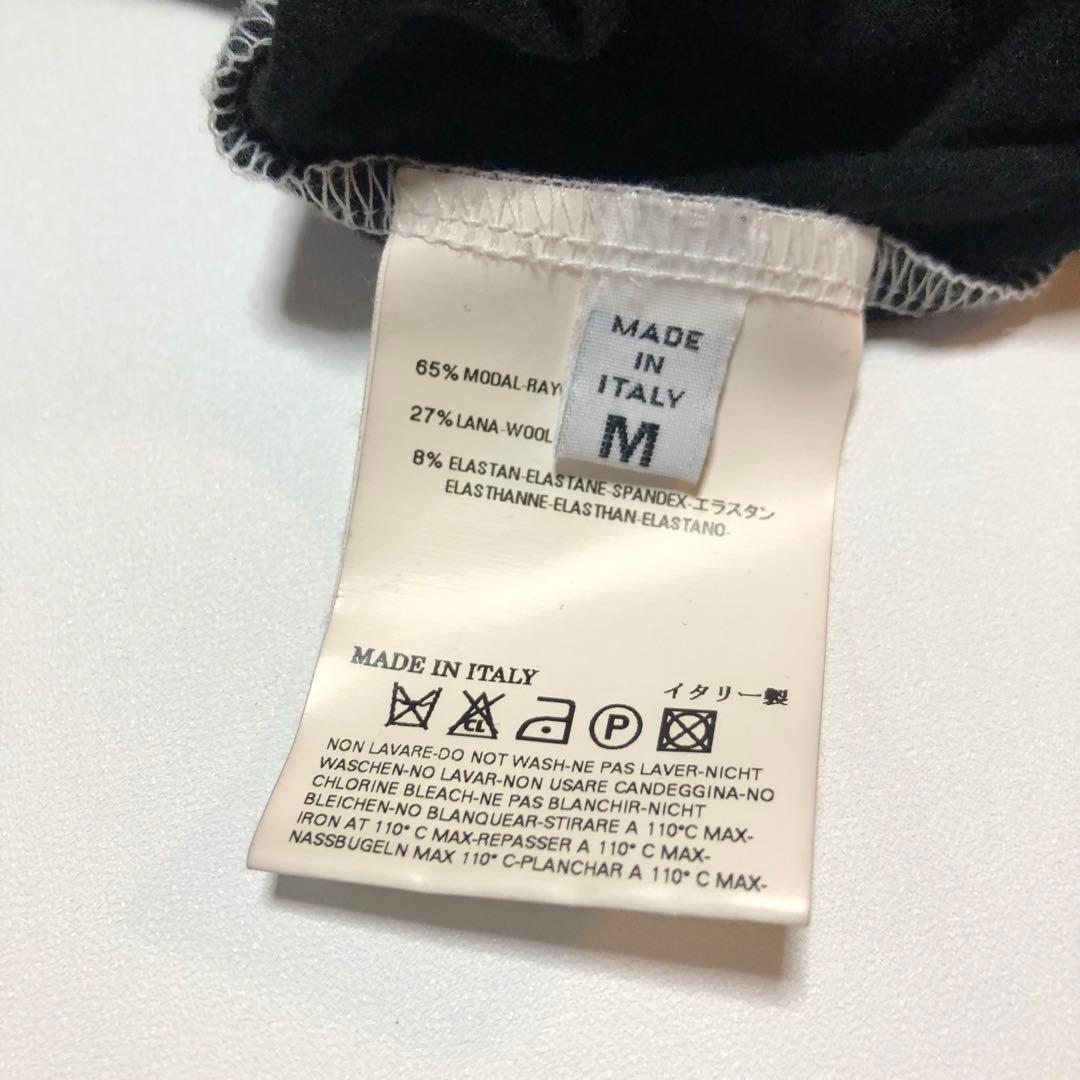 MADE
IN
ITALY
M
65% MODAL-RAY
27% LANA-WOOL
8% ELASTAN-ELASTANE-SPANDEX-エラスタン
ELASTHANNE-ELASTHAN-ELASTANO-
MADE IN ITALY
イタリー製
CL
P
NON LAVARE-DO NOT WASH-NE PAS LAVER-NICHT
WASCHEN-NO LAVAR-NON USARE CANDEGGINA-NO
CHLORINE BLEACH-NE PAS BLANCHIR-NICHT
BLEICHEN-NO BLANQUEAR-STIRARE A 110°C MAX-
IRON AT 110° C MAX-REPASSER A 110° C MAX-
NASSBUGELN MAX 110° C-PLANCHAR A 110° C MAX-